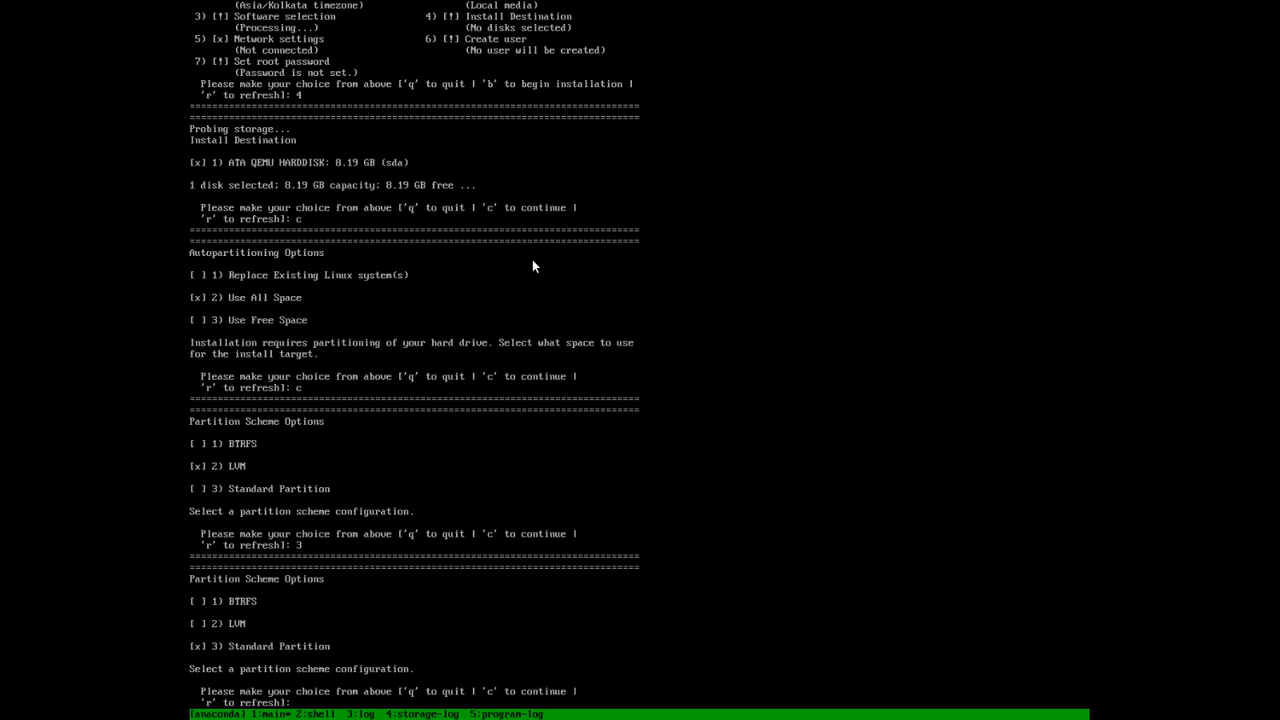 (Asia/Kolkata timezone) (Local media)
3) [!] Software selection 4) [!] Install Destination
(Processing...) (No disks selected)
5) [x] Network settings 6) [!] Create user
(Not connected) (No user will be created)
7) [!] Set root password
(Password is not set.)
Please make your choice from above ['q' to quit | 'b' to begin installation |
'r' to refresh]: 4
================================================================================
================================================================================
Probing storage...
Install Destination
[x] 1) ATA QEMU HARDDISK: 8.19 GB (sda)
1 disk selected; 8.19 GB capacity; 8.19 GB free ...
Please make your choice from above ['q' to quit | 'c' to continue |
'r' to refresh]: c
================================================================================
================================================================================
Autopartitioning Options
[ ] 1) Replace Existing Linux system(s)
[x] 2) Use All Space
[ ] 3) Use Free Space
Installation requires partitioning of your hard drive. Select what space to use
for the install target.
Please make your choice from above ['q' to quit | 'c' to continue |
'r' to refresh]: c
================================================================================
================================================================================
Partition Scheme Options
[ ] 1) BTRFS
[x] 2) LVM
[ ] 3) Standard Partition
Select a partition scheme configuration.
Please make your choice from above ['q' to quit | 'c' to continue |
'r' to refresh]: 3
================================================================================
================================================================================
Partition Scheme Options
[ ] 1) BTRFS
[ ] 2) LVM
[x] 3) Standard Partition
Select a partition scheme configuration.
Please make your choice from above ['q' to quit | 'c' to continue |
'r' to refresh]:
[anaconda] 1:main* 2:shell 3:log 4:storage-log 5:program-log